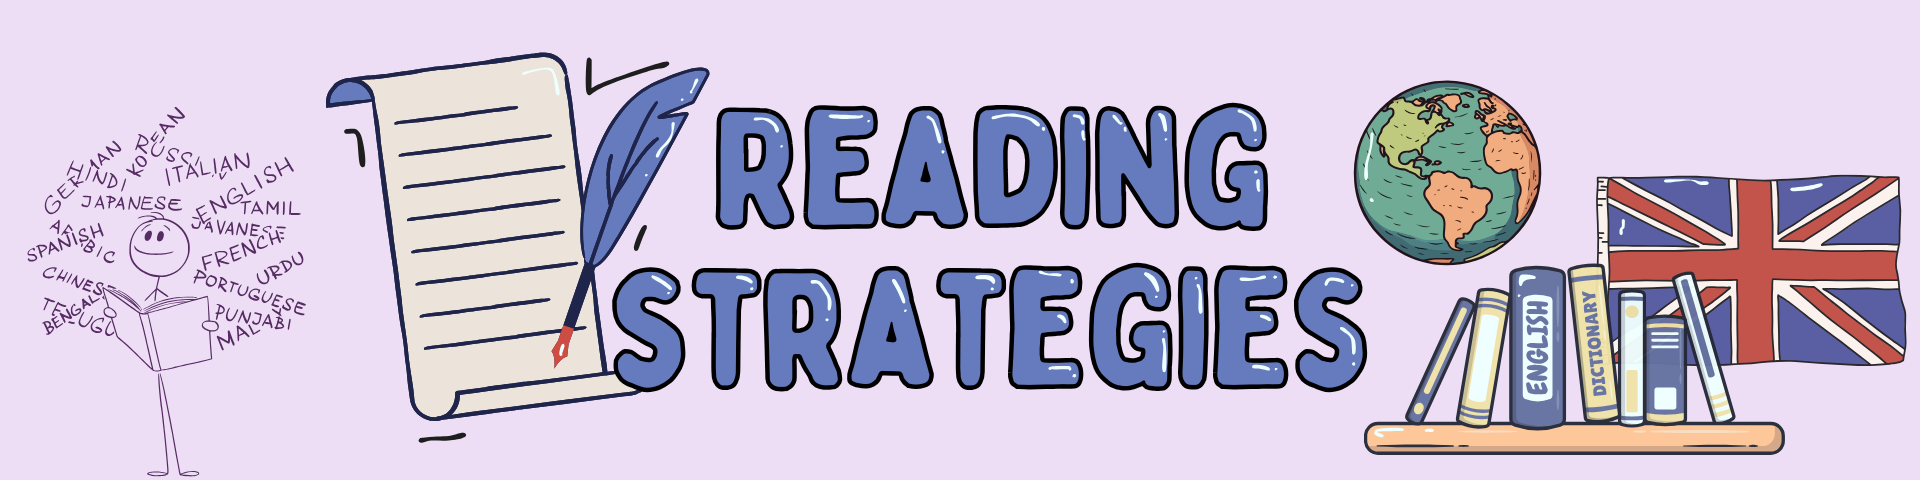 KOREAN
GERMAN
HINDI
RUSSIAN
ITALIAN
ENGLISH
JAPANESE
TAMIL
JAVANESE
ARABIC
SPANISH
FRENCH
URDU
CHINESE
PORTUGUESE
BENGALI
TELUGU
PUNJABI
READING
STRATEGIES
ENGLISH
DICTIONARY